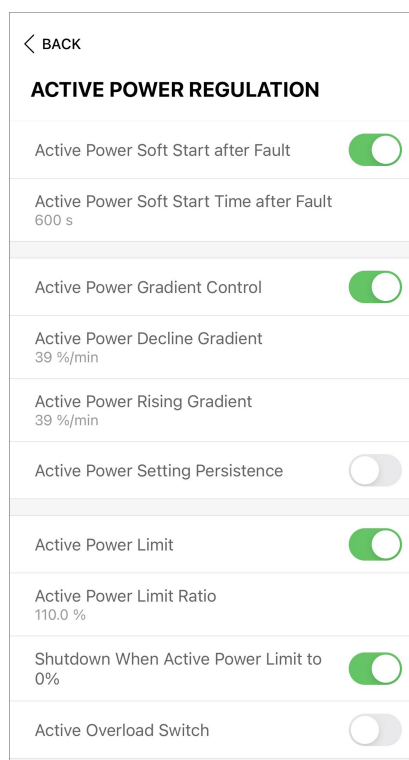 BACK
ACTIVE POWER REGULATION
Active Power Soft Start after Fault
Active Power Soft Start Time after Fault
600 s
Active Power Gradient Control
Active Power Decline Gradient
39 %/min
Active Power Rising Gradient
39 %/min
Active Power Setting Persistence
Active Power Limit
Active Power Limit Ratio
110.0 %
Shutdown When Active Power Limit to
0%
Active Overload Switch